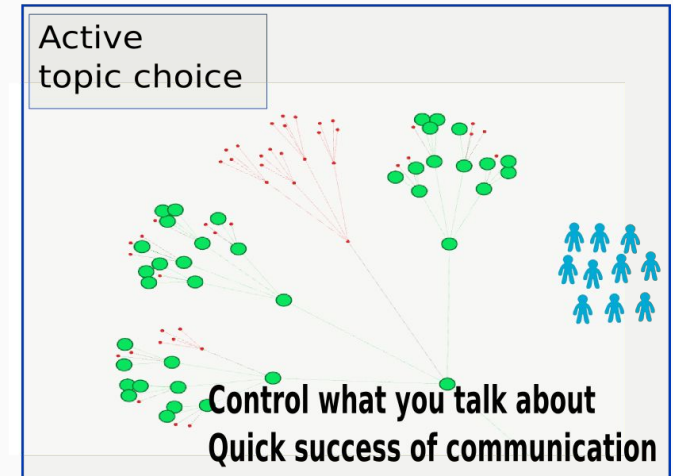 Active
topic choice
Control what you talk about
Quick success of communication